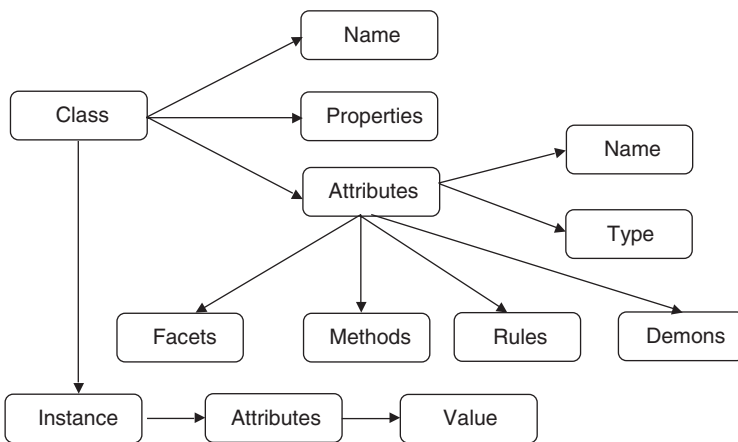 Name
Class
Properties
Name
Attributes
Type
Facets
Methods
Rules
Demons
Instance
Attributes
Value